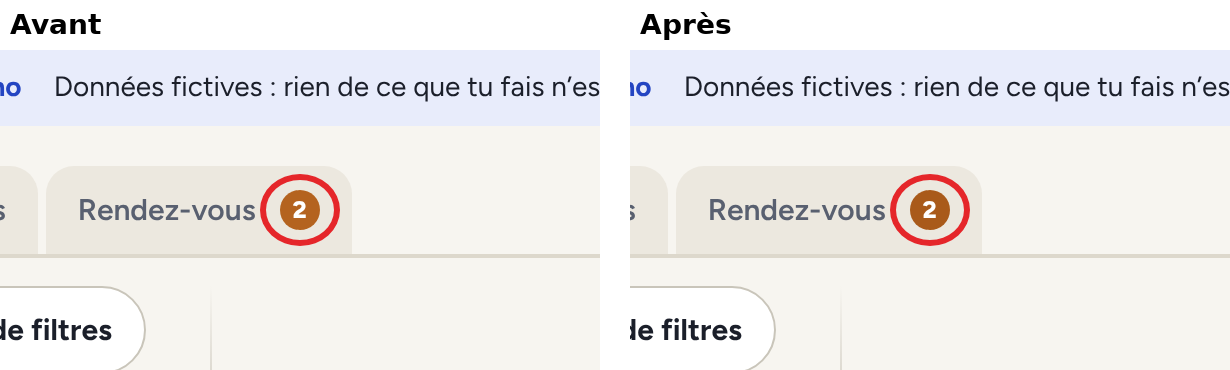 Avant
Après
no Données fictives : rien de ce que tu fais n’es
no Données fictives : rien de ce que tu fais n’es
s Rendez-vous 2
s Rendez-vous 2
de filtres
de filtres